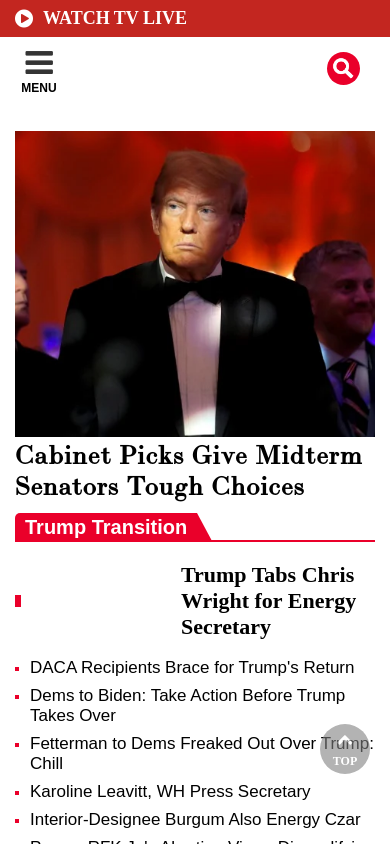 WATCH TV LIVE
MENU
Cabinet Picks Give Midterm
Senators Tough Choices
Trump Transition
Trump Tabs Chris
Wright for Energy
Secretary
DACA Recipients Brace for Trump's Return
Dems to Biden: Take Action Before Trump
Takes Over
Fetterman to Dems Freaked Out Over Trump:
Chill
TOP
Karoline Leavitt, WH Press Secretary
Interior-Designee Burgum Also Energy Czar